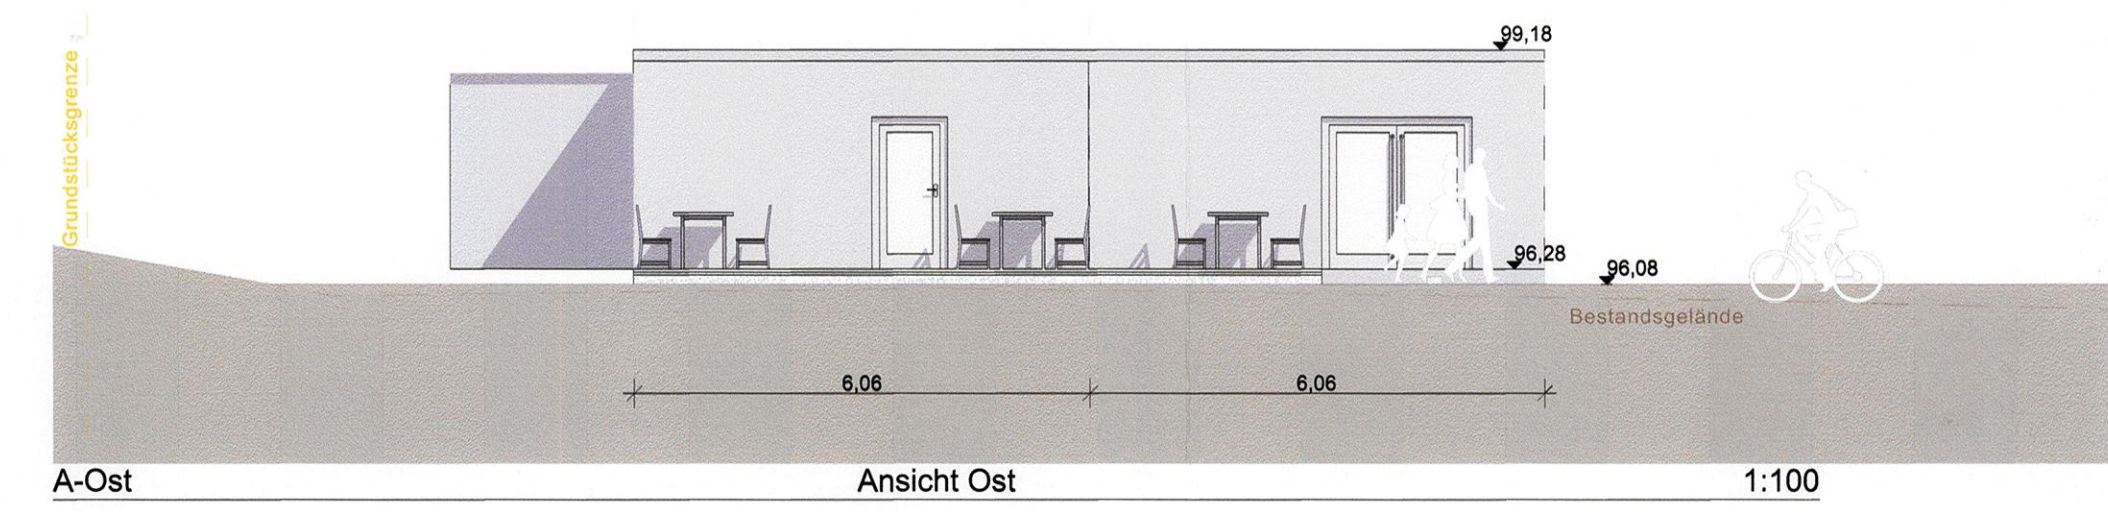 Grundstücksgrenze
99,18
96,28
96,08
Bestandsgelände
6,06
6,06
A-Ost
Ansicht Ost
1:100